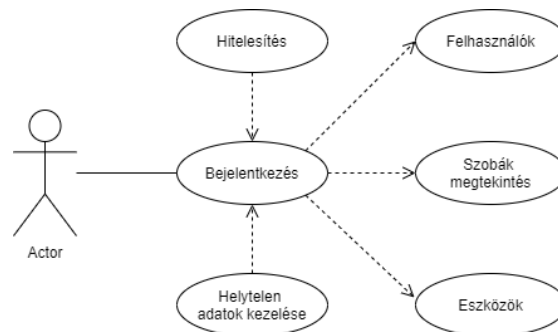 Hitelesítés
Felhasználók
Bejelentkezés
Szobák
megtekintés
Actor
Helytelen
adatok kezelése
Eszközök